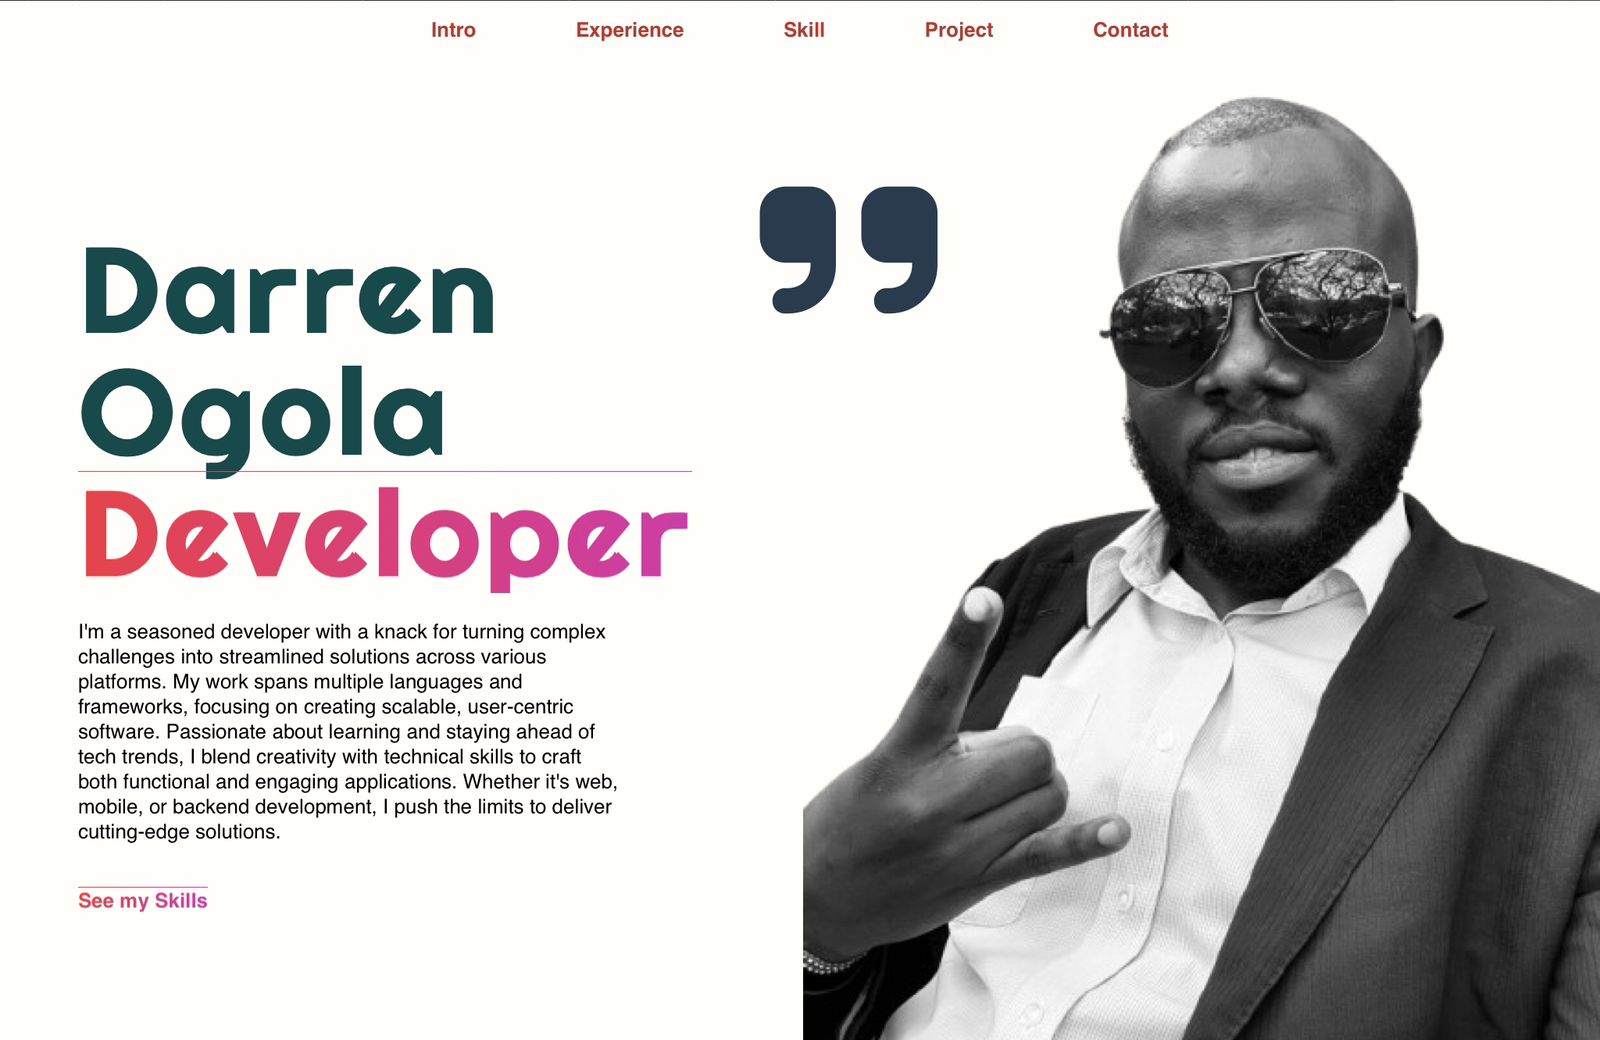 Intro Experience Skill Project Contact
Darren
Ogola
Developer
I'm a seasoned developer with a knack for turning complex
challenges into streamlined solutions across various
platforms. My work spans multiple languages and
frameworks, focusing on creating scalable, user-centric
software. Passionate about learning and staying ahead of
tech trends, I blend creativity with technical skills to craft
both functional and engaging applications. Whether it's web,
mobile, or backend development, I push the limits to deliver
cutting-edge solutions.
See my Skills